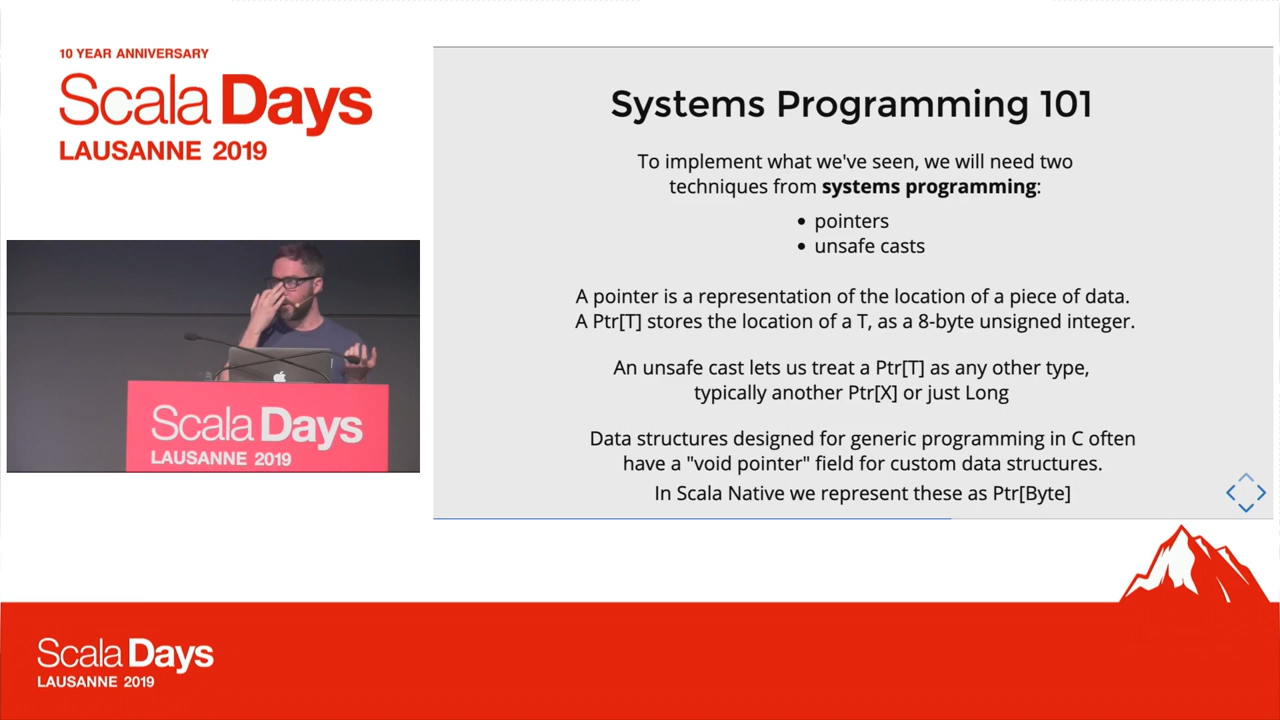 10 YEAR ANNIVERSARY
Scala Days
LAUSANNE 2019
Systems Programming 101
To implement what we've seen, we will need two
techniques from systems programming:
• pointers
• unsafe casts
A pointer is a representation of the location of a piece of data.
A Ptr[T] stores the location of a T, as a 8-byte unsigned integer.
An unsafe cast lets us treat a Ptr[T] as any other type,
typically another Ptr[X] or just Long
Data structures designed for generic programming in C often
have a "void pointer" field for custom data structures.
In Scala Native we represent these as Ptr[Byte]
Scala Days
LAUSANNE 2019
Scala Days
LAUSANNE 2019